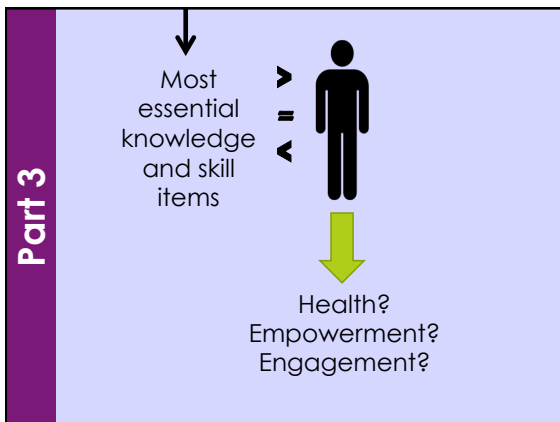 Part 3
Most
essential
knowledge
and skill
items
>
=
<
Health?
Empowerment?
Engagement?